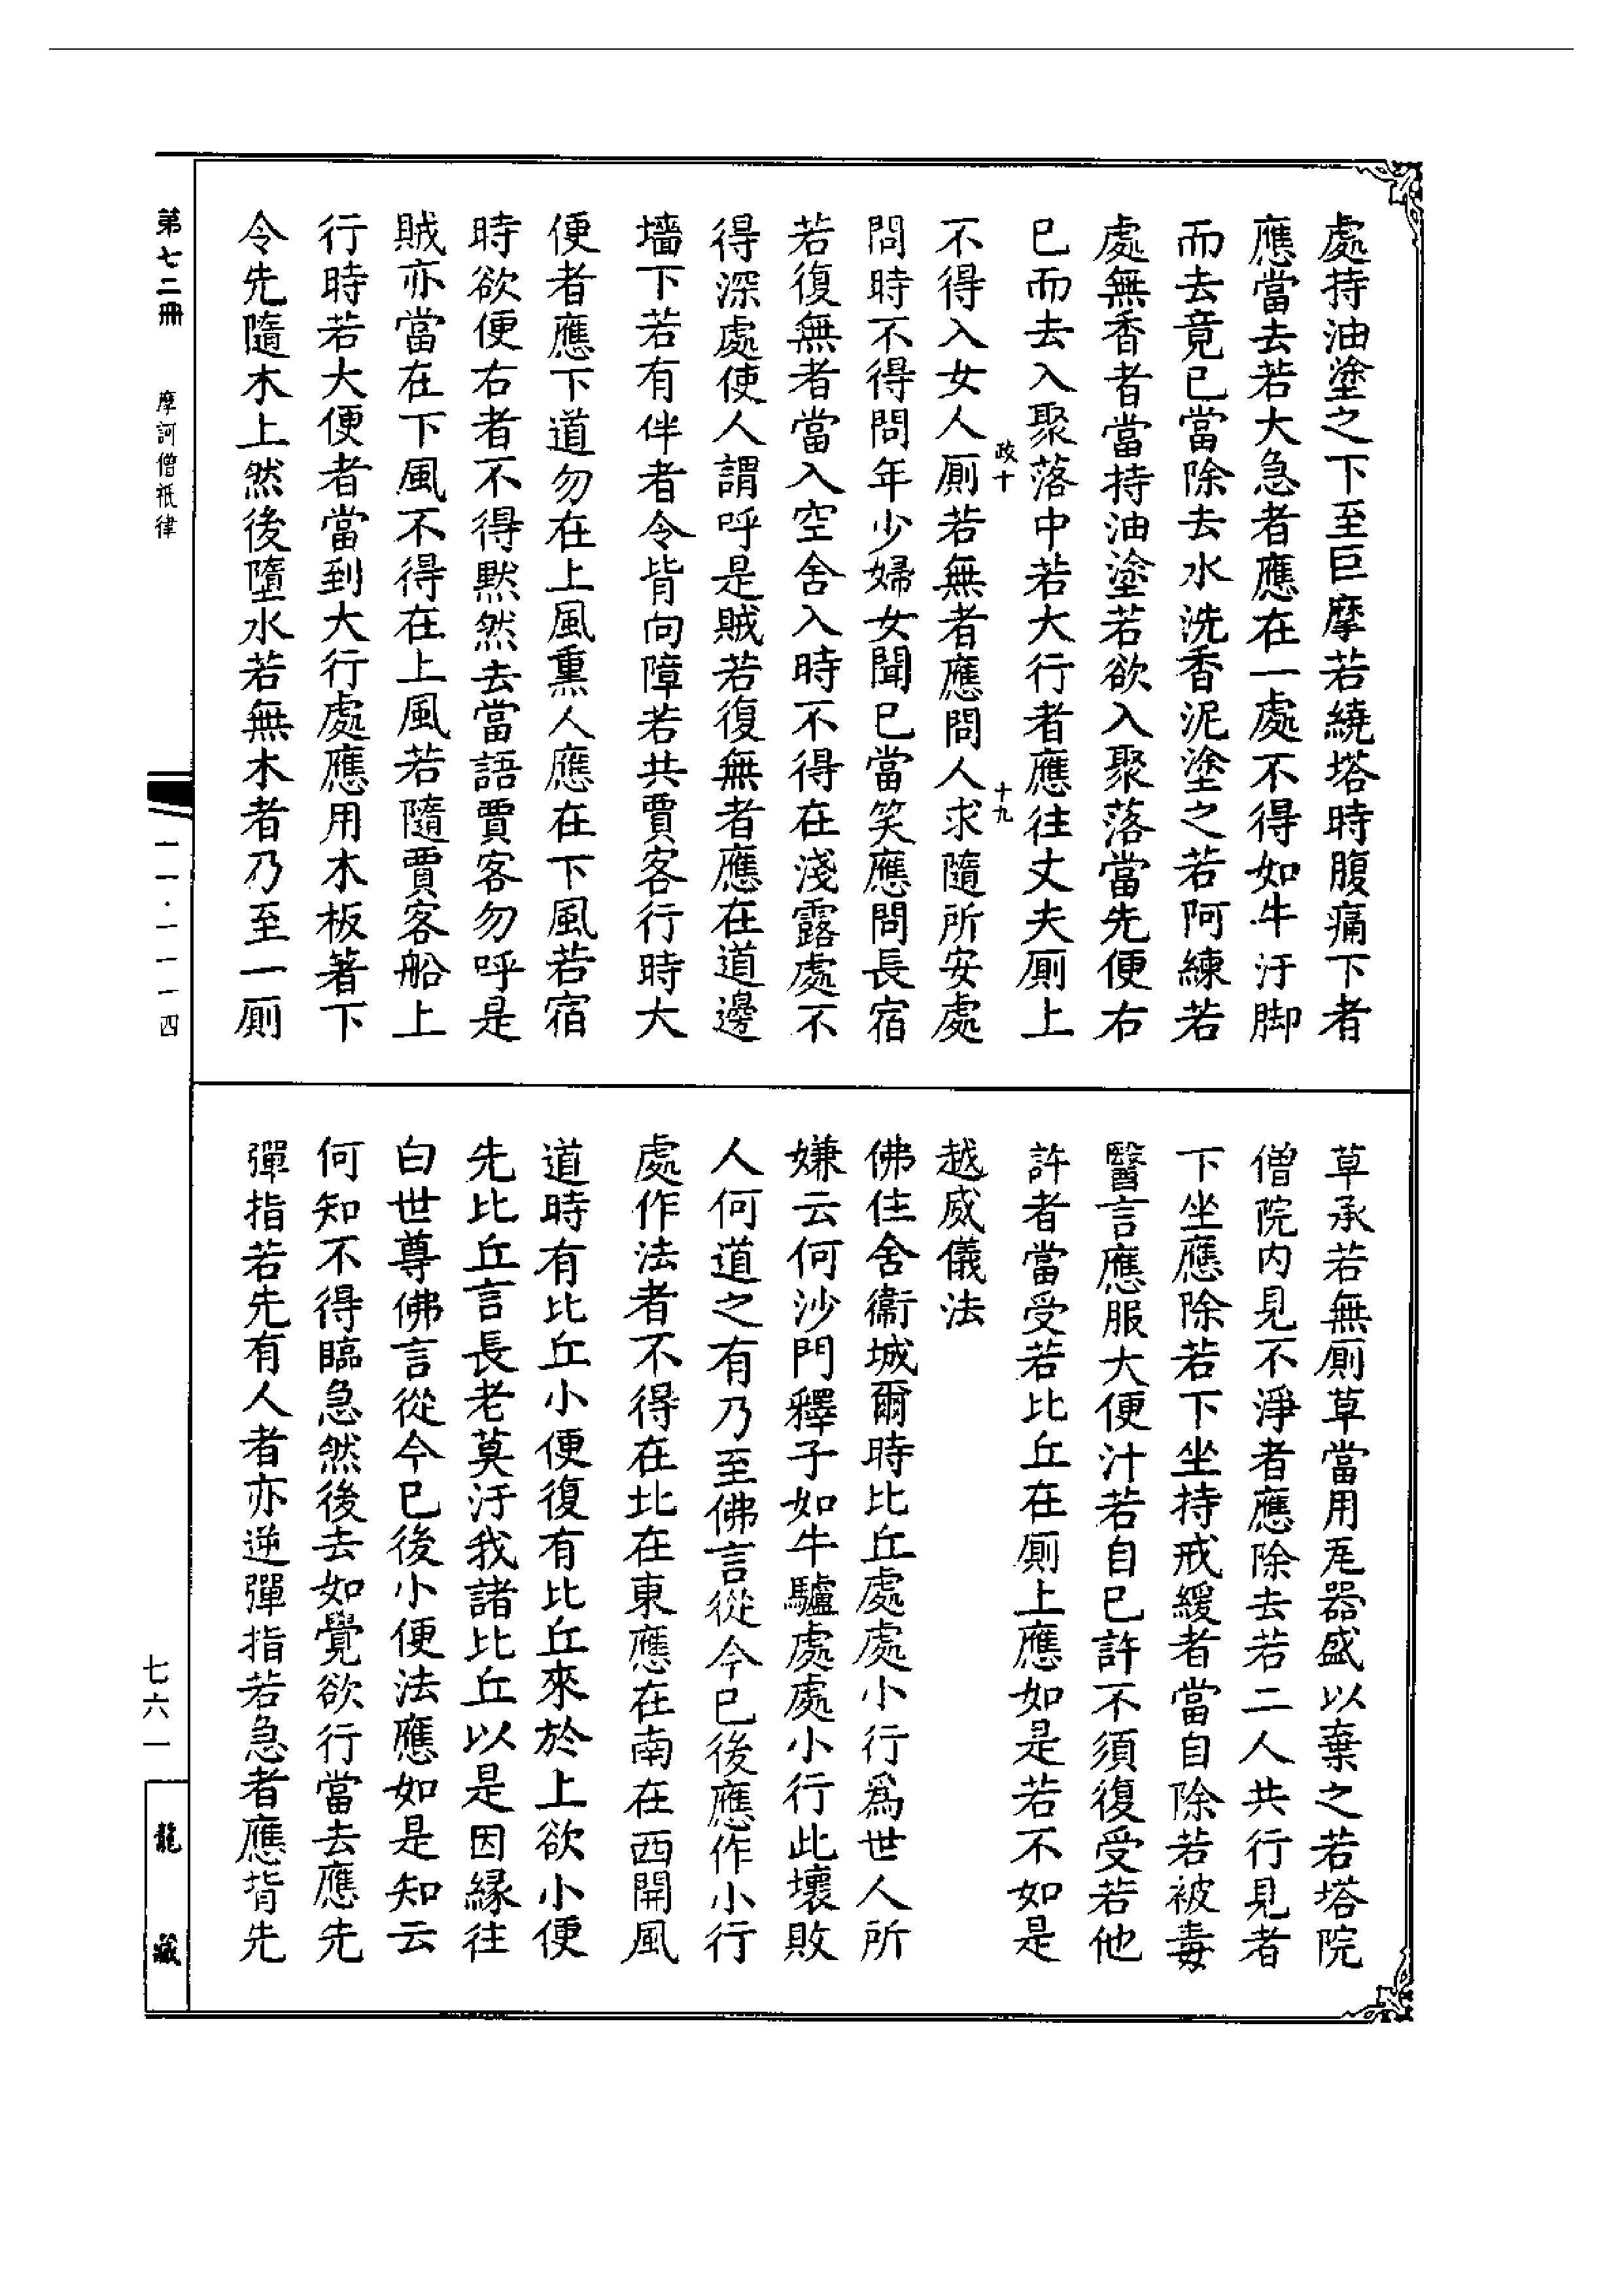 處持油塗之下至巨摩若繞塔時腹痛下者
應當去若大急者應在一處不得如牛汙脚
而去竟已當除去水洗香泥塗之若阿練若
處無香者當持油塗若欲入聚落當先便右
已而去入聚落中若大行者應往丈夫厠上
政十
十九
不得入女人厠若無者應問人求隨所安處
問時不得問年少婦女聞已當笑應問長宿
若復無者當入空舍入時不得在淺露處不
得深處使人謂呼是賊若復無者應在道邊
墻下若有伴者令背向障若共賈客行時大
便者應下道勿在上風熏人應在下風若宿
時欲便右者不得默然去當語賈客勿呼是
賊亦當在下風不得在上風若隨賈客船上
行時若大便者當到大行處應用木板著下
令先隨木上然後墮水若無木者乃至一厠
草承若無厠草當用瓦器盛以棄之若塔院
僧院内見不淨者應除去若二人共行見者
下坐應除若下坐持戒緩者當自除若被毒
醫言應服大便汁若自已許不須復受若他
許者當受若比丘在厠上應如是若不如是
越威儀法
佛住舍衞城爾時比丘處處小行爲世人所
嫌云何沙門釋子如牛驢處處小行此壞敗
人何道之有乃至佛言從今已後應作小行
處作法者不得在北在東應在南在西開風
道時有比丘小便復有比丘來於上欲小便
先比丘言長老莫汙我諸比丘以是因緣往
白世尊佛言從今已後小便法應如是知云
何知不得臨急然後去如覺欲行當去應先
彈指若先有人者亦逆彈指若急者應揹先
第七二冊　摩訶僧祇律
一一·一一一四
七六一
龍藏